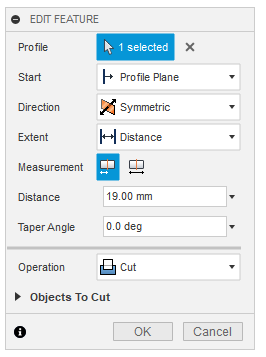 EDIT FEATURE
Profile 1 selected
Start Profile Plane
Direction Symmetric
Extent Distance
Measurement
Distance 19.00 mm
Taper Angle 0.0 deg
Operation Cut
Objects To Cut
OK Cancel